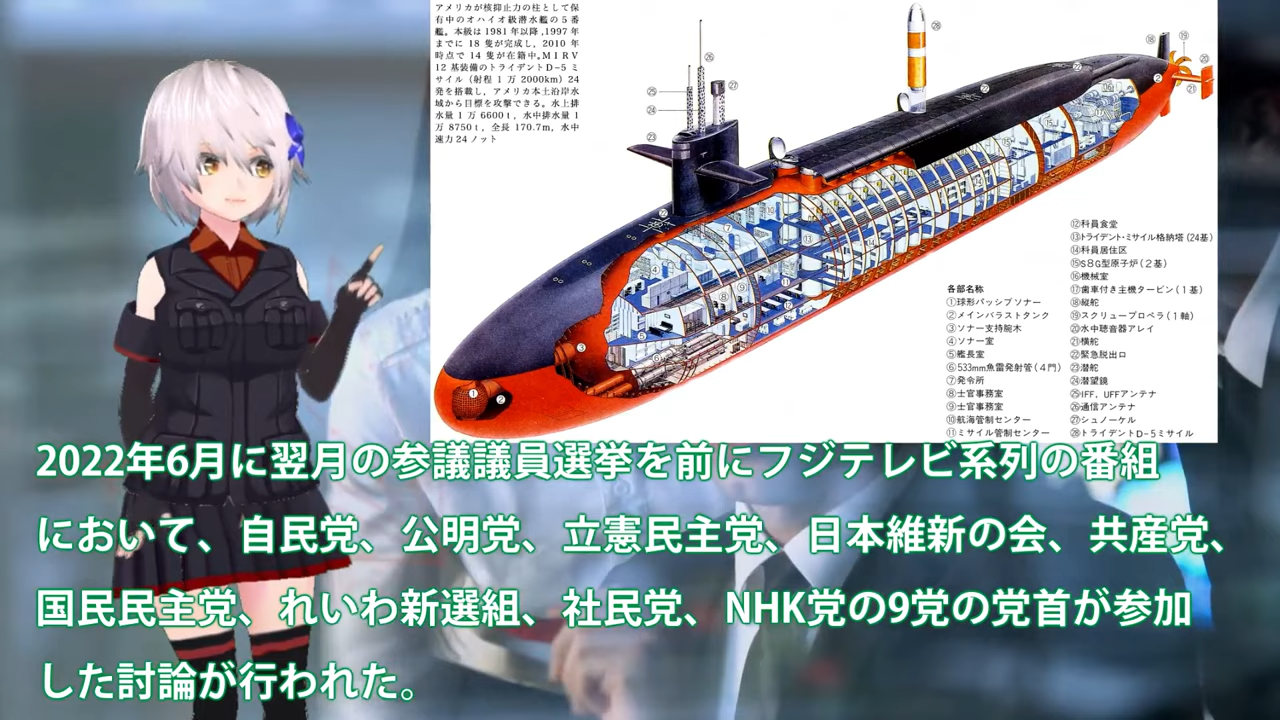 アメリカが核抑止力の柱として保
有中のオハイオ級潜水艦の5番
艦。本級は1981年以降,1997年
までに18隻が完成し、2010年
時点で14隻が在籍中。MIRV
12基装備のトライデントD-5ミ
サイル(射程1万2000km)24
発を搭載し、アメリカ本土沿岸水
域から目標を攻撃できる。水上排
水量1万6600t，水中排水量1
万8750t，全長170.7m，水中
速力24ノット
各部名称
①球形パッシブソナー
②メインバラストタンク
③ソナー支持腕木
④ソナー室
⑤艦長室
⑥533mm魚雷発射管(4門)
⑦発令所
⑧士官事務室
⑨士官事務室
⑩航海管制センター
⑪ミサイル管制センター
⑫科員食堂
⑬トライデント・ミサイル格納塔(24基)
⑭科員居住区
⑮S8G型原子炉(2基)
⑯機械室
⑰歯車付き主機タービン(1基)
⑱縦舵
⑲スクリュープロペラ(1軸)
⑳水中聴音器アレイ
㉑横舵
㉒緊急脱出口
㉓潜舵
㉔潜望鏡
㉕IFF，UFFアンテナ
㉖通信アンテナ
㉗シュノーケル
㉘トライデントD-5ミサイル
2022年6月に翌月の参議議員選挙を前にフジテレビ系列の番組
において、自民党、公明党、立憲民主党、日本維新の会、共産党、
国民民主党、れいわ新選組、社民党、NHK党の9党の党首が参加
した討論が行われた。